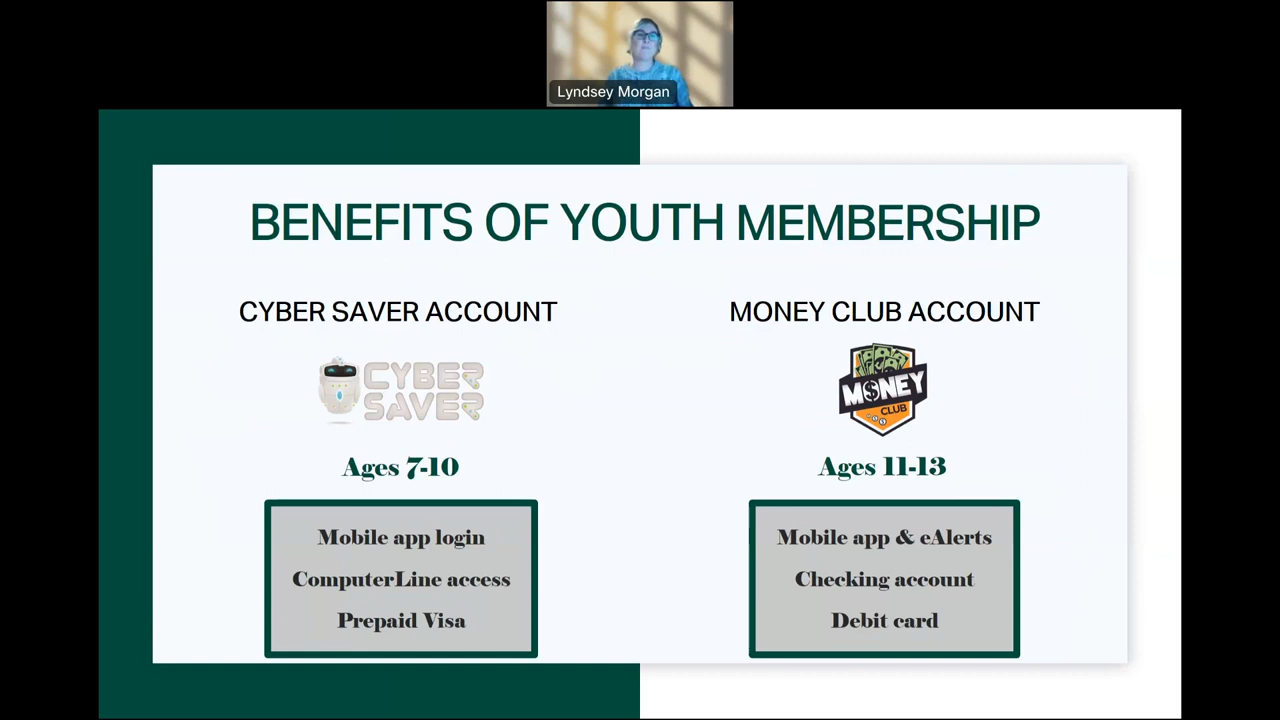 Lyndsey Morgan
BENEFITS OF YOUTH MEMBERSHIP
CYBER SAVER ACCOUNT
CYBER
SAVER
Ages 7-10
Mobile app login
ComputerLine access
Prepaid Visa
MONEY CLUB ACCOUNT
MONEY
CLUB
Ages 11-13
Mobile app & eAlerts
Checking account
Debit card